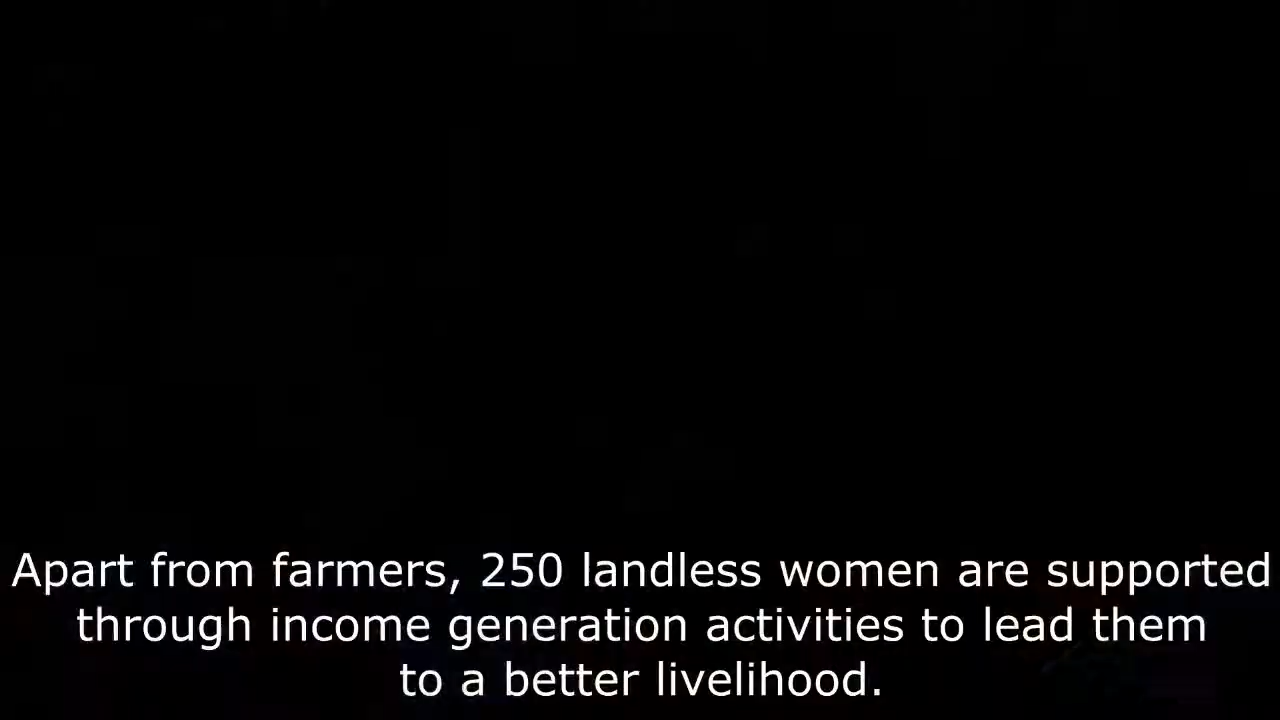 Apart from farmers, 250 landless women are supported
through income generation activities to lead them
to a better livelihood.